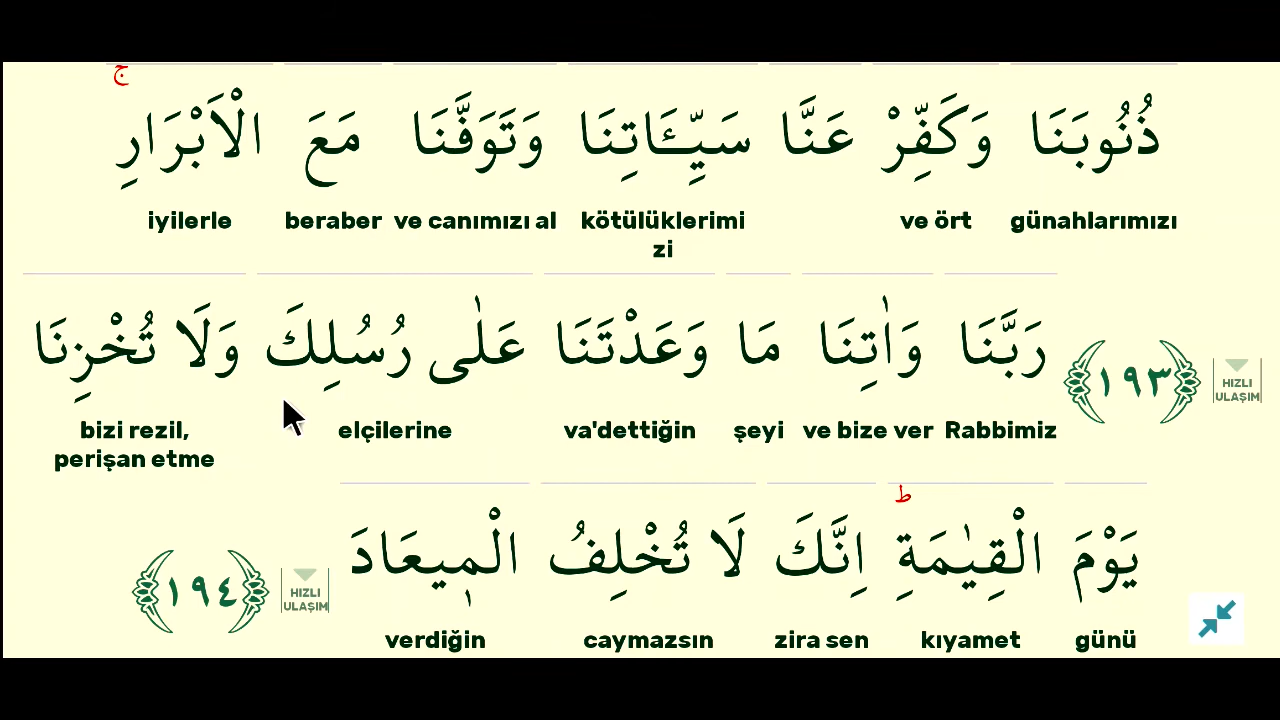 ج
ذُنُوبَنَا وَكَفِّرْ عَنَّا سَيِّـَٔاتِنَا وَتَوَفَّنَا مَعَ الْاَبْرَارِ
günahlarımızı ve ört kötülüklerimi ve canımızı al beraber iyilerle
zi
﴿١٩٣﴾ رَبَّنَا وَاٰتِنَا مَا وَعَدْتَنَا عَلٰى رُسُلِكَ وَلَا تُخْزِنَا
HIZLI ULAŞIM
Rabbimiz ve bize ver şeyi va'dettiğin elçilerine bizi rezil,
perişan etme
ط
يَوْمَ الْقِيٰمَةِ اِنَّكَ لَا تُخْلِفُ الْم۪يعَادَ ﴿١٩٤﴾
HIZLI ULAŞIM
günü kıyamet zira sen caymazsın verdiğin